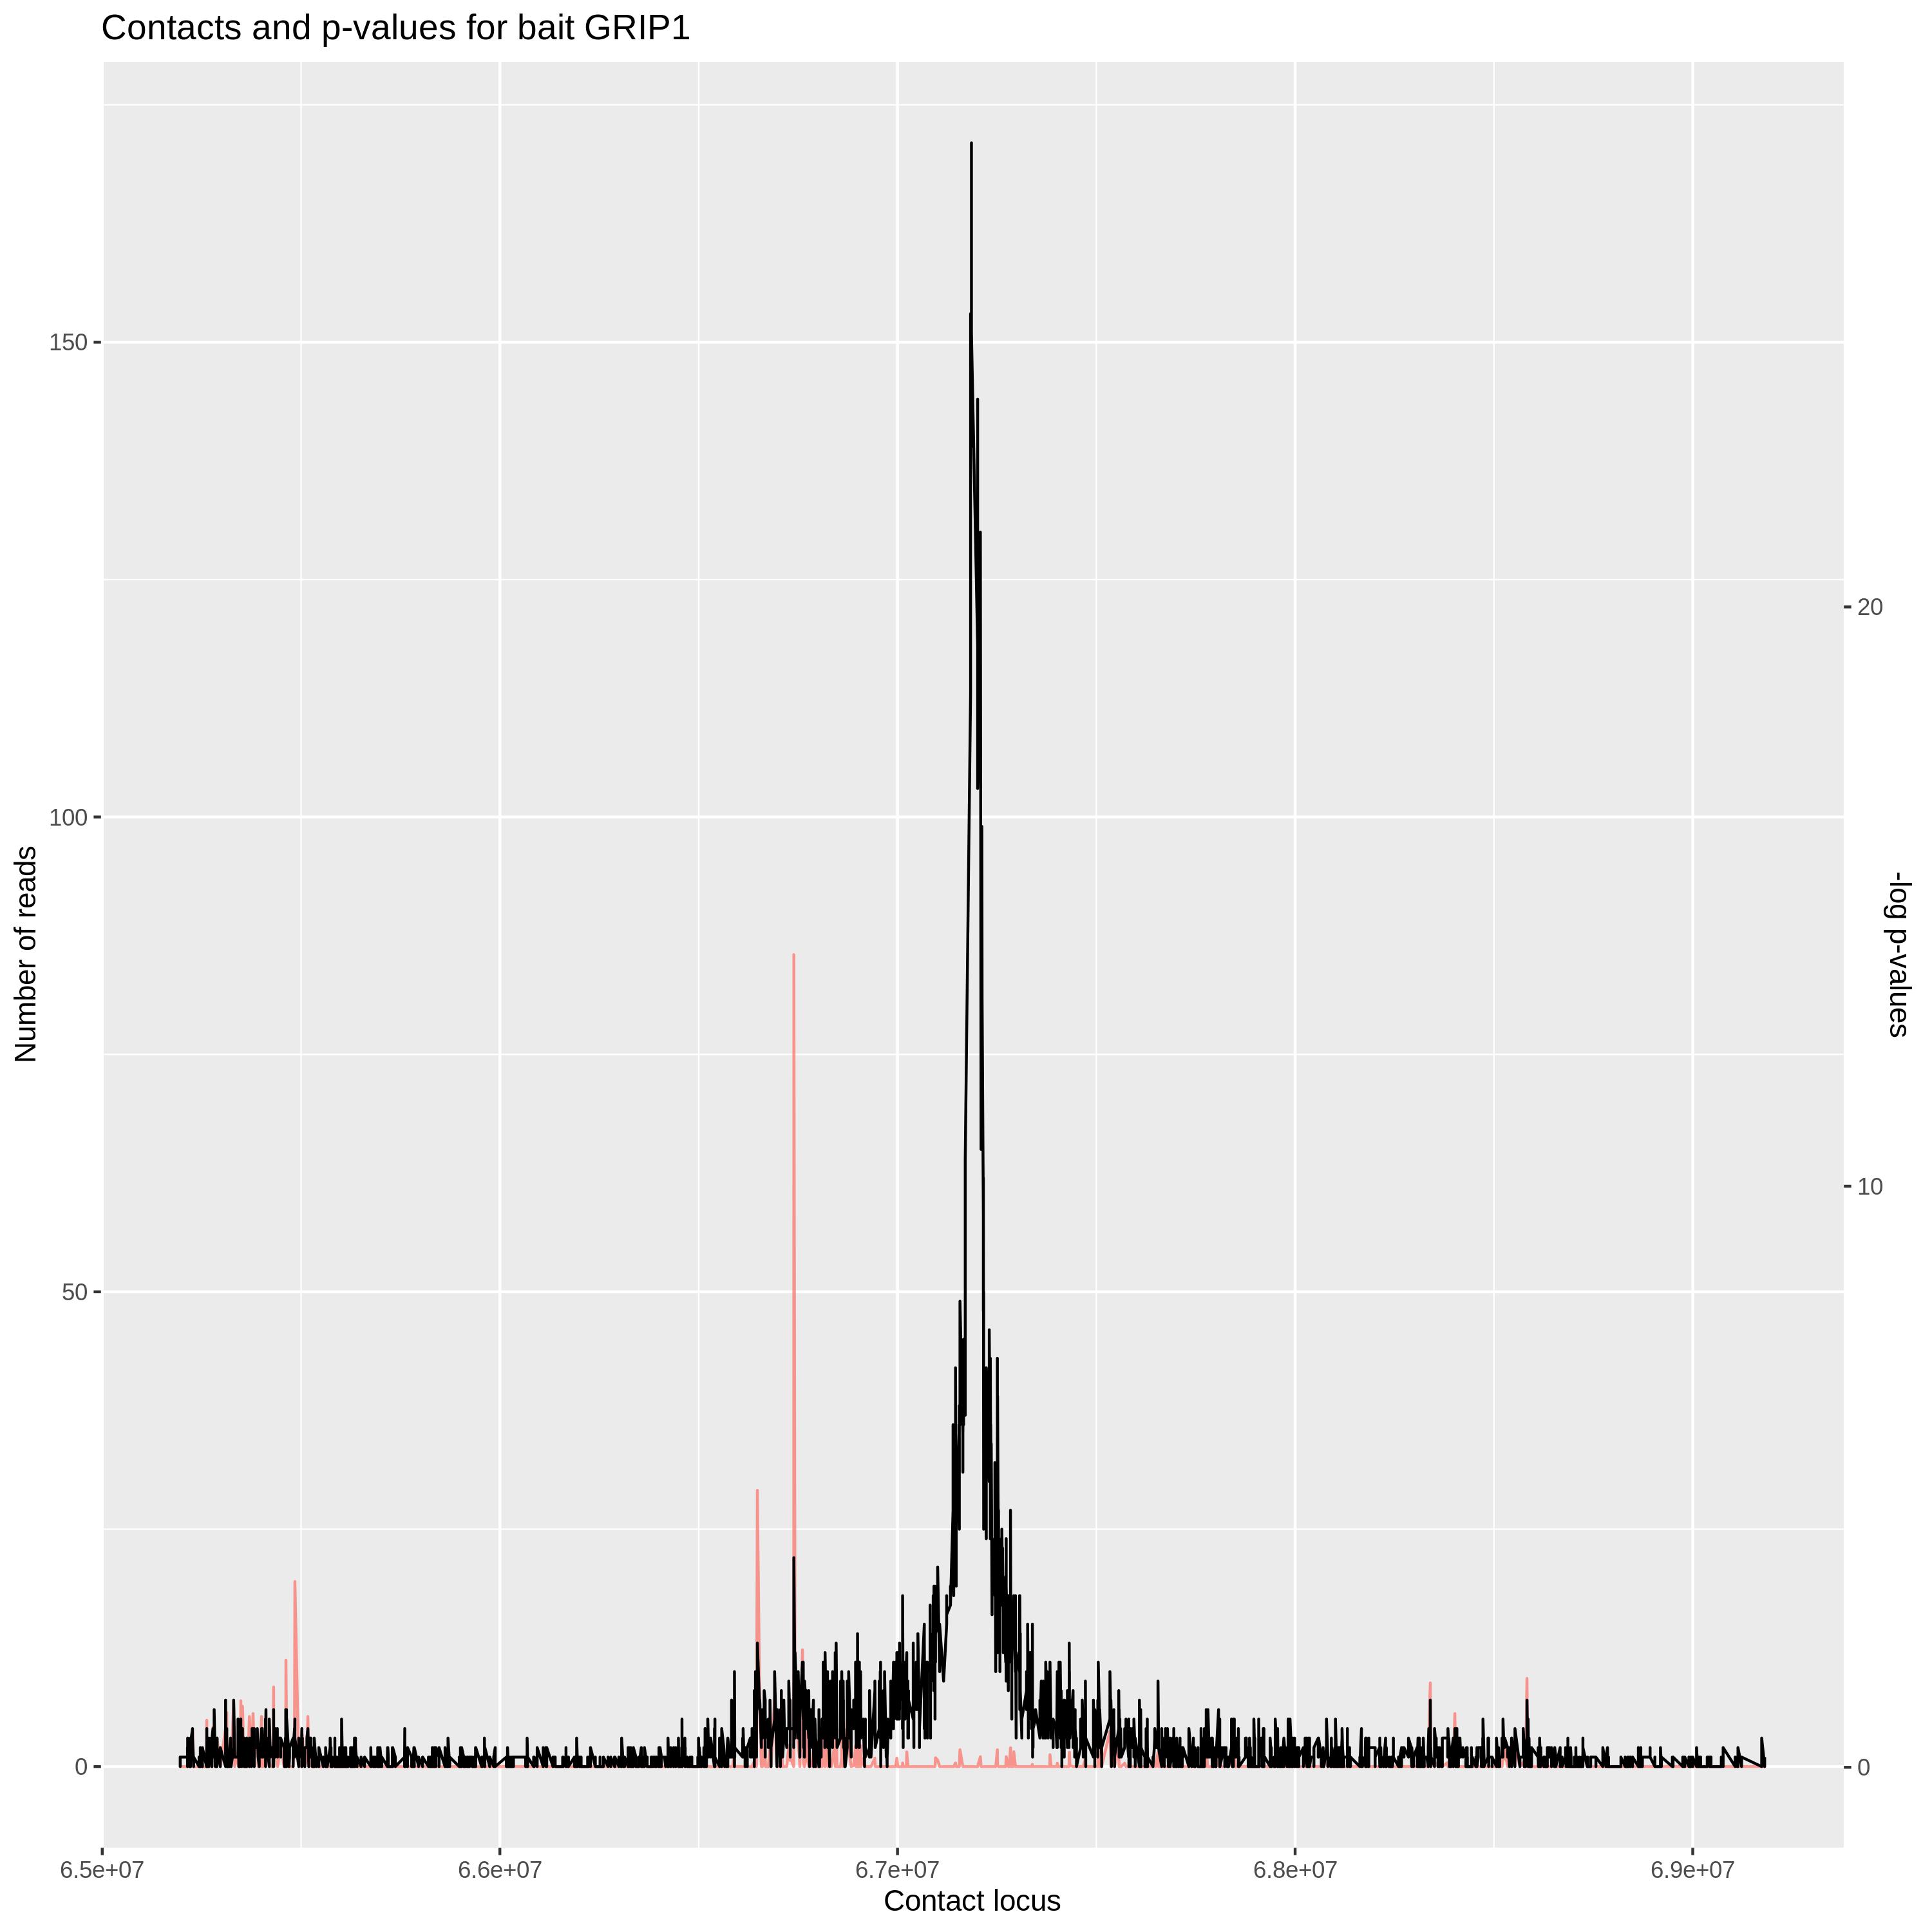 Contacts and p-values for bait GRIP1
150
100
50
0
20
10
0
Number of reads
-log p-values
6.5e+07
6.6e+07
6.7e+07
6.8e+07
6.9e+07
Contact locus